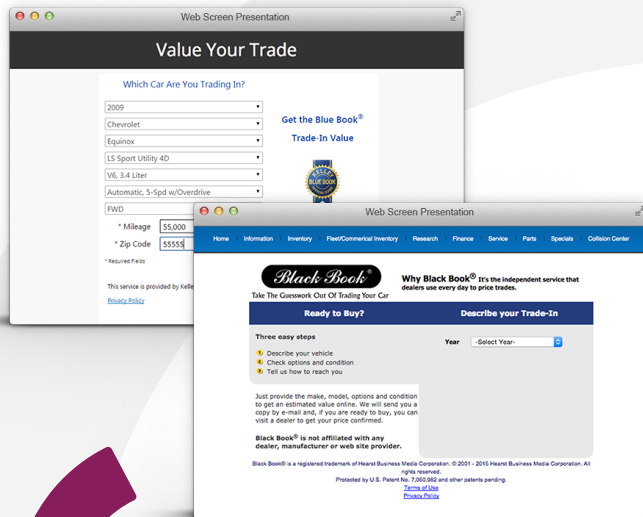 Web Screen Presentation
Value Your Trade
Which Car Are You Trading In?
2009
Chevrolet
Equinox
LS Sport Utility 4D
V6, 3.4 Liter
Automatic, 5-Spd w/Overdrive
FWD
* Mileage 55,000
* Zip Code 55555
* Required Fields
This service is provided by Kelle
Privacy Policy
Get the Blue Book®
Trade-In Value
KELLEY
BLUE BOOK
Web Screen Presentation
Home Information Inventory Fleet/Commerical Inventory Research Finance Service Parts Specials Collision Center
Black Book®
Take The Guesswork Out Of Trading Your Car
Why Black Book® It's the independent service that
dealers use every day to price trades.
Ready to Buy?
Describe your Trade-In
Three easy steps
1 Describe your vehicle
2 Check options and condition
3 Tell us how to reach you
Year -Select Year-
Just provide the make, model, options and condition
to get an estimated value online. We will send you a
copy by e-mail and, if you are ready to buy, you can
visit a dealer to get your price confirmed.
Black Book® is not affiliated with any
dealer, manufacturer or web site provider.
Black Book® is a registered trademark of Hearst Business Media Corporation. © 2001 - 2015 Hearst Business Media Corporation. All
rights reserved.
Protected by U.S. Patent No. 7,050,982 and other patents pending.
Terms of Use
Privacy Policy